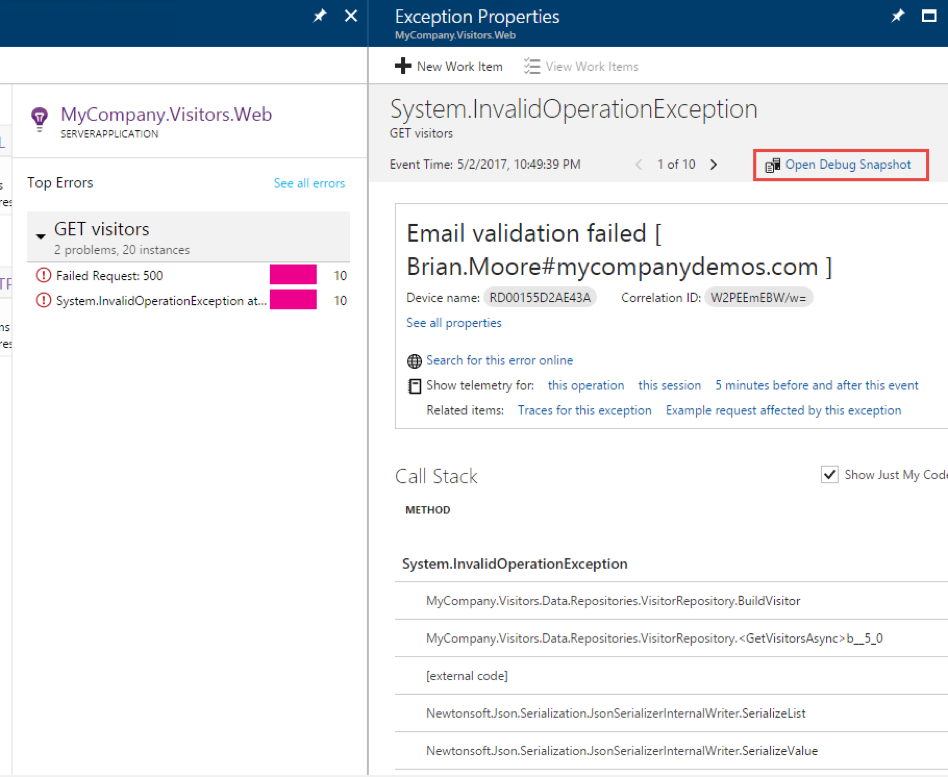 Exception Properties
MyCompany.Visitors.Web
New Work Item
View Work Items
MyCompany.Visitors.Web
SERVERAPPLICATION
Top Errors
See all errors
GET visitors
2 problems, 20 instances
Failed Request: 500
10
System.InvalidOperationException at...
10
System.InvalidOperationException
GET visitors
Event Time: 5/2/2017, 10:49:39 PM
1 of 10
Open Debug Snapshot
Email validation failed [
Brian.Moore#mycompanydemos.com ]
Device name: RD00155D2AE43A Correlation ID: W2PEEmEBW/w=
See all properties
Search for this error online
Show telemetry for: this operation this session 5 minutes before and after this event
Related items: Traces for this exception Example request affected by this exception
Call Stack
Show Just My Code
METHOD
System.InvalidOperationException
MyCompany.Visitors.Data.Repositories.VisitorRepository.BuildVisitor
MyCompany.Visitors.Data.Repositories.VisitorRepository.<GetVisitorsAsync>b__5_0
[external code]
Newtonsoft.Json.Serialization.JsonSerializerInternalWriter.SerializeList
Newtonsoft.Json.Serialization.JsonSerializerInternalWriter.SerializeValue